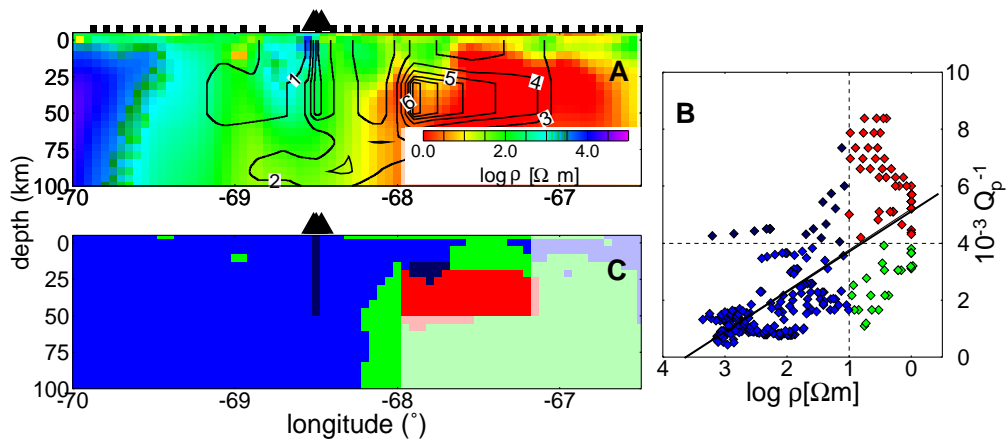 0
25
50
75
100
depth (km)
1
2
3
4
5
6
A
0.0 2.0 4.0
log ρ [Ω m]
-70 -69 -68 -67
0
25
50
75
100
C
-70 -69 -68 -67
longitude (°)
B
10
8
6
4
2
0
10⁻³ Qₚ⁻¹
4 3 2 1 0
log ρ[Ωm]